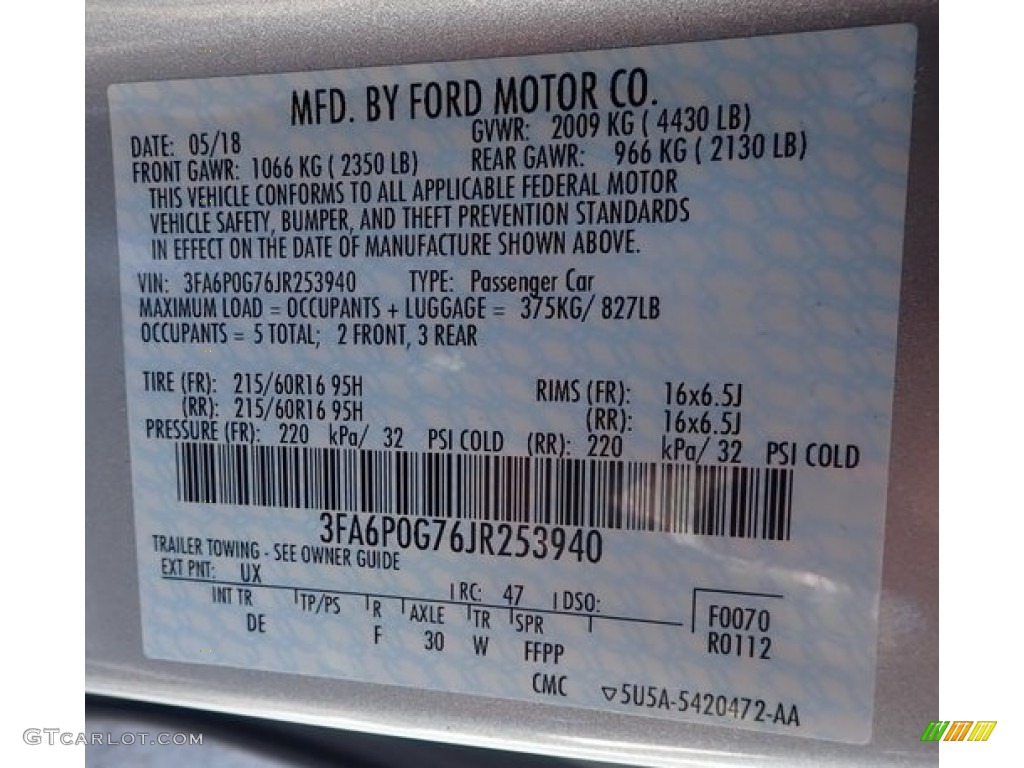 MFD. BY FORD MOTOR CO.
DATE: 05/18 GVWR: 2009 KG ( 4430 LB)
FRONT GAWR: 1066 KG ( 2350 LB) REAR GAWR: 966 KG ( 2130 LB)
THIS VEHICLE CONFORMS TO ALL APPLICABLE FEDERAL MOTOR
VEHICLE SAFETY, BUMPER, AND THEFT PREVENTION STANDARDS
IN EFFECT ON THE DATE OF MANUFACTURE SHOWN ABOVE.
VIN: 3FA6P0G76JR253940 TYPE: Passenger Car
MAXIMUM LOAD = OCCUPANTS + LUGGAGE = 375KG/ 827LB
OCCUPANTS = 5 TOTAL; 2 FRONT, 3 REAR
TIRE (FR): 215/60R16 95H RIMS (FR): 16x6.5J
(RR): 215/60R16 95H (RR): 16x6.5J
PRESSURE (FR): 220 kPa/ 32 PSI COLD (RR): 220 kPa/ 32 PSI COLD
3FA6P0G76JR253940
TRAILER TOWING - SEE OWNER GUIDE
EXT PNT: UX RC: 47 DSO:
INT TR TP/PS R AXLE TR SPR F0070
DE F 30 W FFPP R0112
CMC ▽5U5A-5420472-AA
GTCARLOT.COM